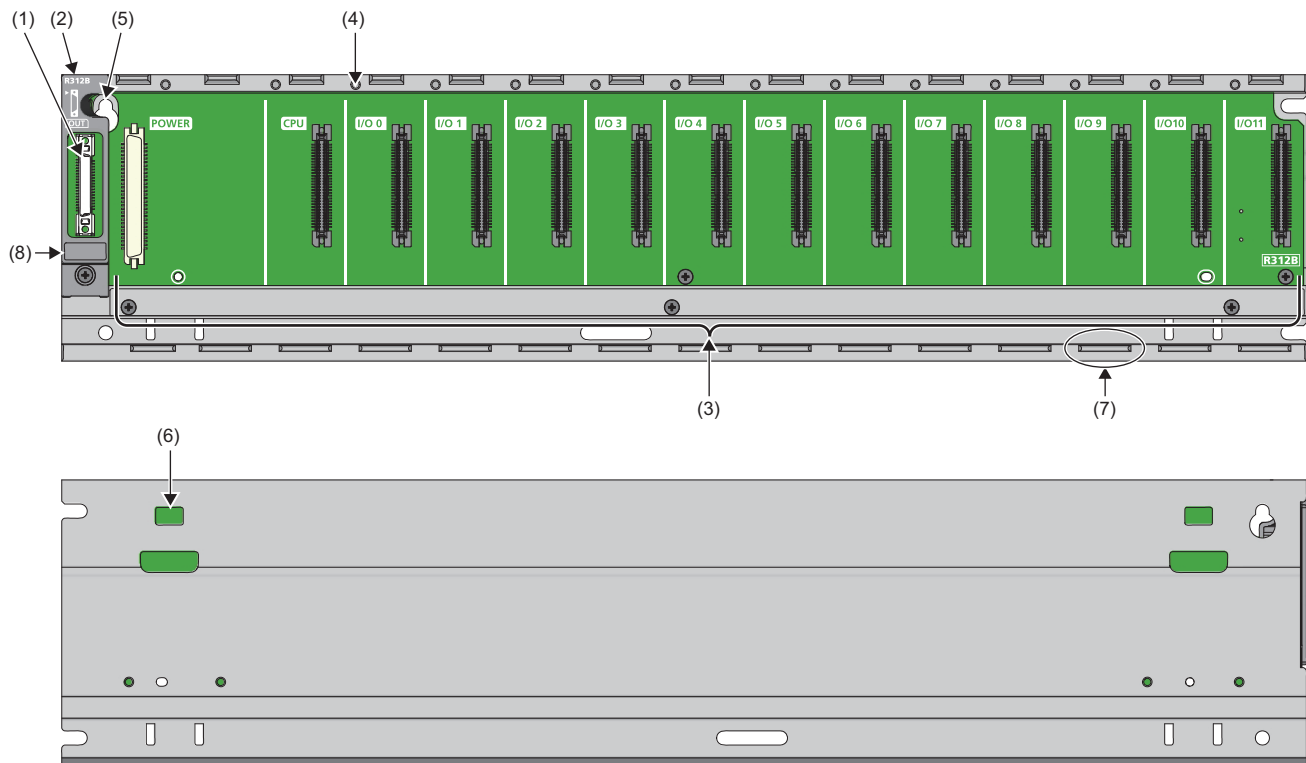 (1) (2) (5) (4)
R312B
OUT
POWER CPU I/O 0 I/O 1 I/O 2 I/O 3 I/O 4 I/O 5 I/O 6 I/O 7 I/O 8 I/O 9 I/O10 I/O11
(8)
R312B
(3) (7)
(6)